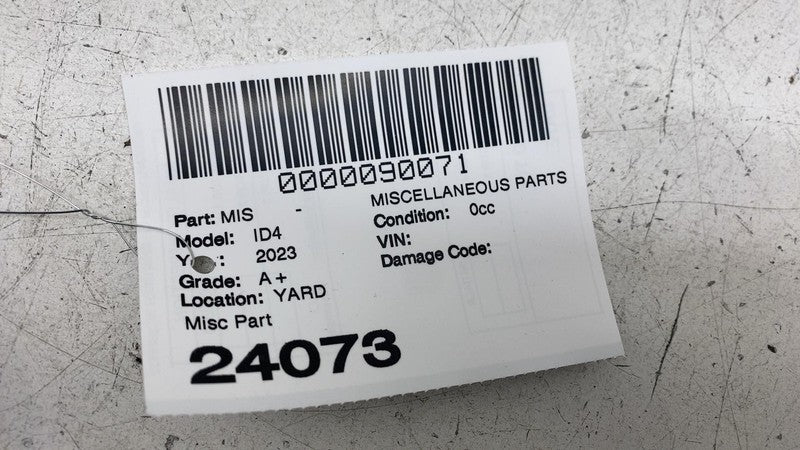 0000090071
Part: MIS - MISCELLANEOUS PARTS
Model: ID4 Condition: 0cc
2023 VIN:
Grade: A+ Damage Code:
Location: YARD
Misc Part
24073